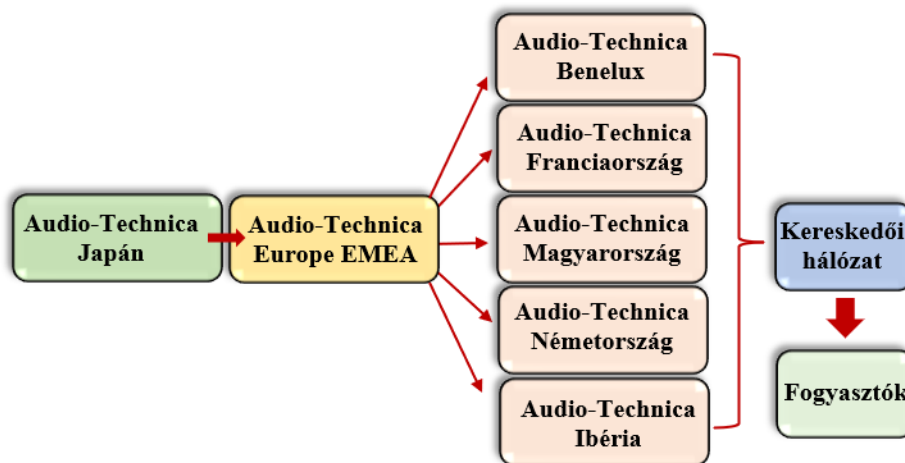 Audio-Technica
Japán
Audio-Technica
Europe EMEA
Audio-Technica
Benelux
Audio-Technica
Franciaország
Audio-Technica
Magyarország
Audio-Technica
Németország
Audio-Technica
Ibéria
Kereskedői
hálózat
Fogyasztók